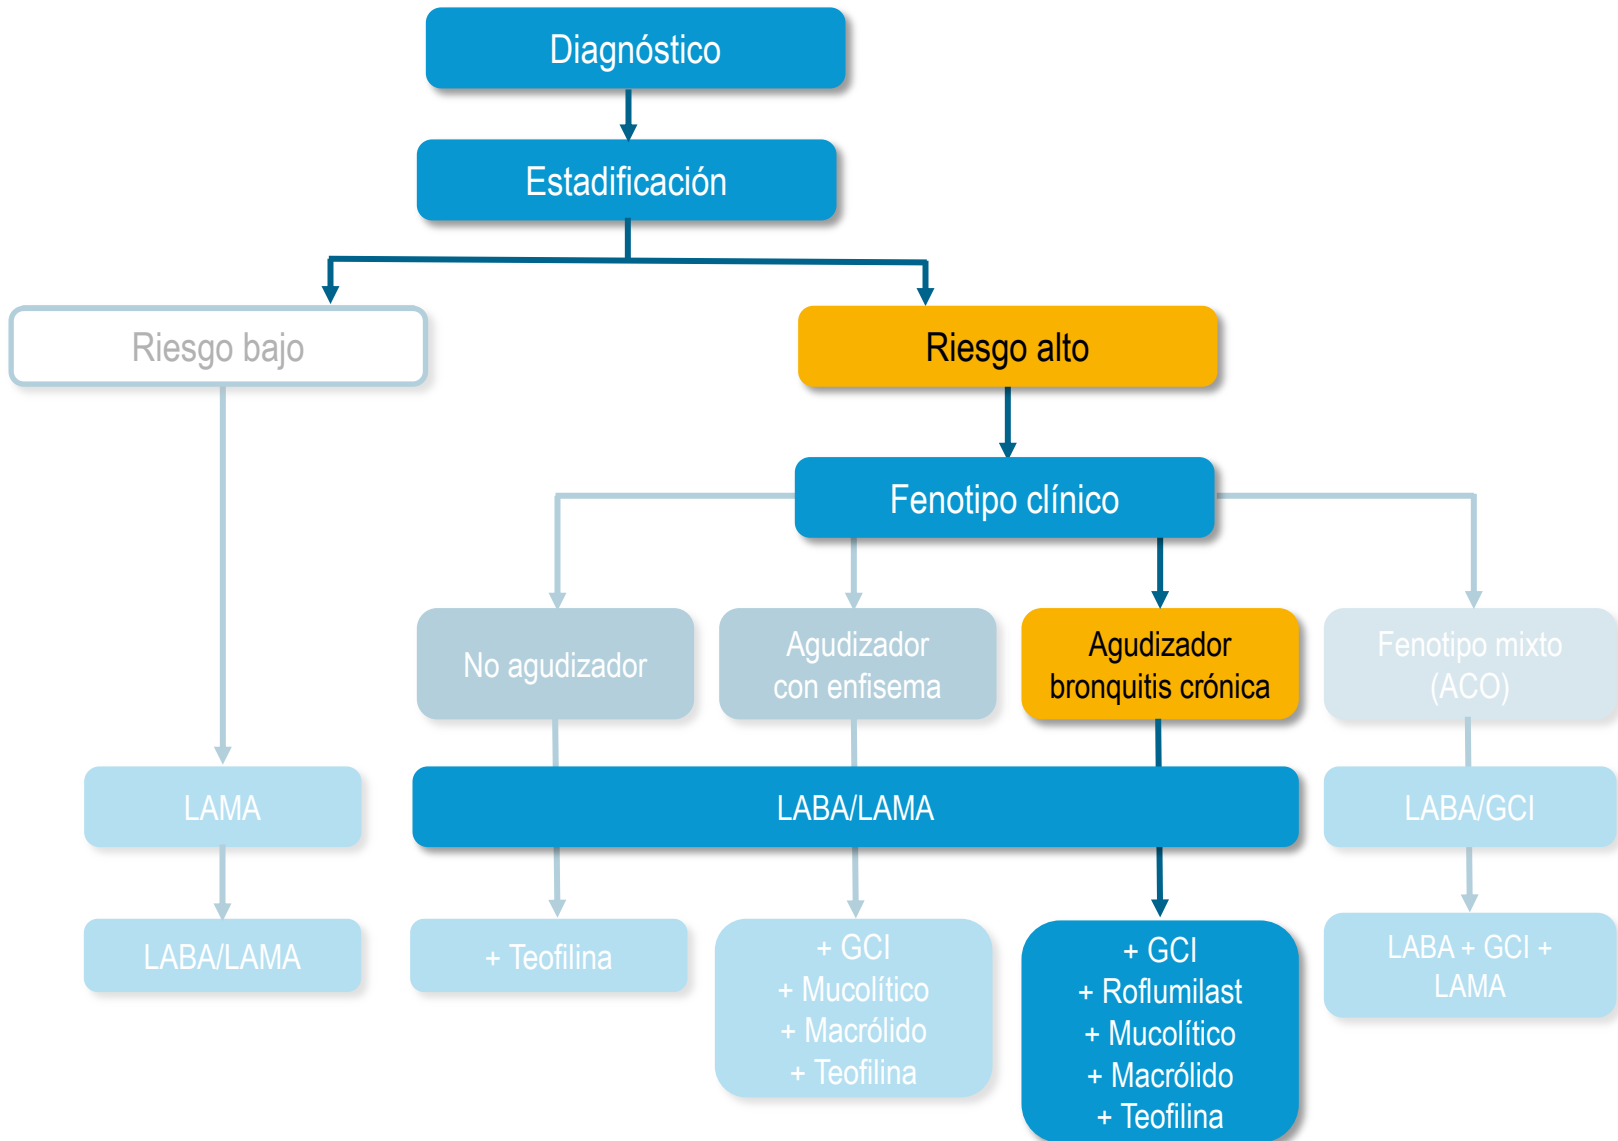 Diagnóstico
Estadificación
Riesgo bajo
Riesgo alto
Fenotipo clínico
No agudizador
Agudizador
con enfisema
Agudizador
bronquitis crónica
Fenotipo mixto
(ACO)
LAMA
LABA/LAMA
LABA/GCI
LABA/LAMA
+ Teofilina
+ GCI
+ Mucolítico
+ Macrólido
+ Teofilina
+ GCI
+ Roflumilast
+ Mucolítico
+ Macrólido
+ Teofilina
LABA + GCI +
LAMA